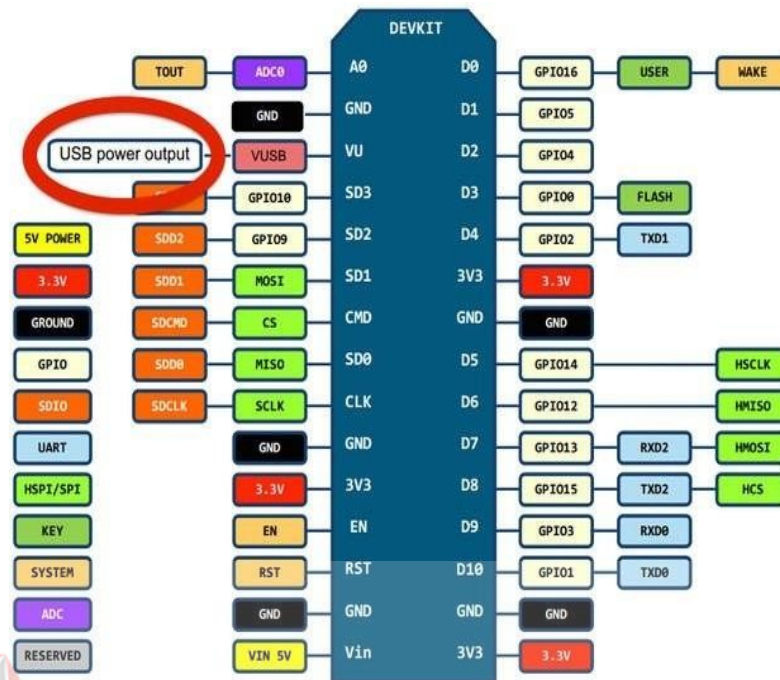 DEVKIT
TOUT ADC0 A0 D0 GPIO16 USER WAKE
GND GND D1 GPIO5
USB power output VUSB VU D2 GPIO4
GPIO10 SD3 D3 GPIO0 FLASH
5V POWER SDD2 GPIO9 SD2 D4 GPIO2 TXD1
3.3V SDD1 MOSI SD1 3V3 3.3V
GROUND SDCMD CS CMD GND GND
GPIO SDD0 MISO SD0 D5 GPIO14 HSCLK
SDIO SDCLK SCLK CLK D6 GPIO12 HMISO
UART GND GND D7 GPIO13 RXD2 HMOSI
HSPI/SPI 3.3V 3V3 D8 GPIO15 TXD2 HCS
KEY EN EN D9 GPIO3 RXD0
SYSTEM RST RST D10 GPIO1 TXD0
ADC GND GND GND GND
RESERVED VIN 5V Vin 3V3 3.3V